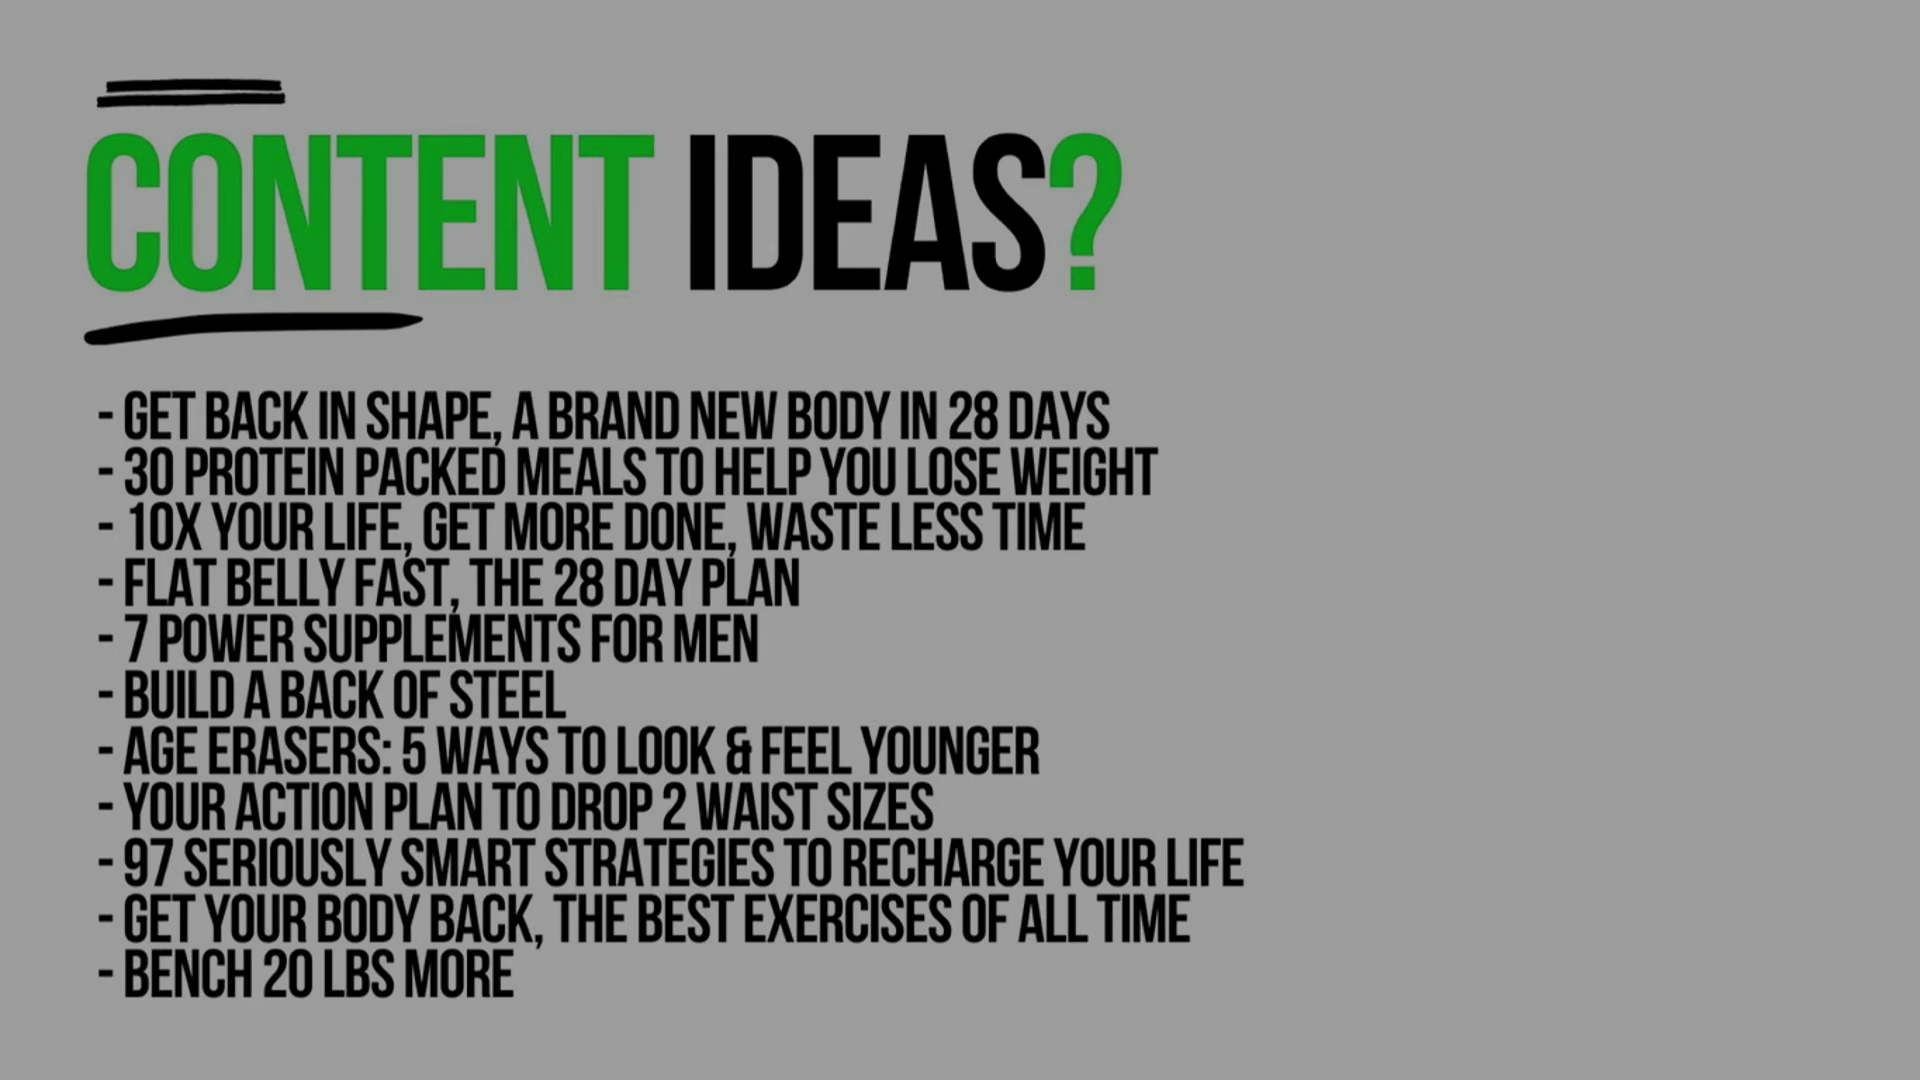 CONTENT IDEAS?
- GET BACK IN SHAPE, A BRAND NEW BODY IN 28 DAYS
- 30 PROTEIN PACKED MEALS TO HELP YOU LOSE WEIGHT
- 10X YOUR LIFE, GET MORE DONE, WASTE LESS TIME
- FLAT BELLY FAST, THE 28 DAY PLAN
- 7 POWER SUPPLEMENTS FOR MEN
- BUILD A BACK OF STEEL
- AGE ERASERS: 5 WAYS TO LOOK & FEEL YOUNGER
- YOUR ACTION PLAN TO DROP 2 WAIST SIZES
- 97 SERIOUSLY SMART STRATEGIES TO RECHARGE YOUR LIFE
- GET YOUR BODY BACK, THE BEST EXERCISES OF ALL TIME
- BENCH 20 LBS MORE